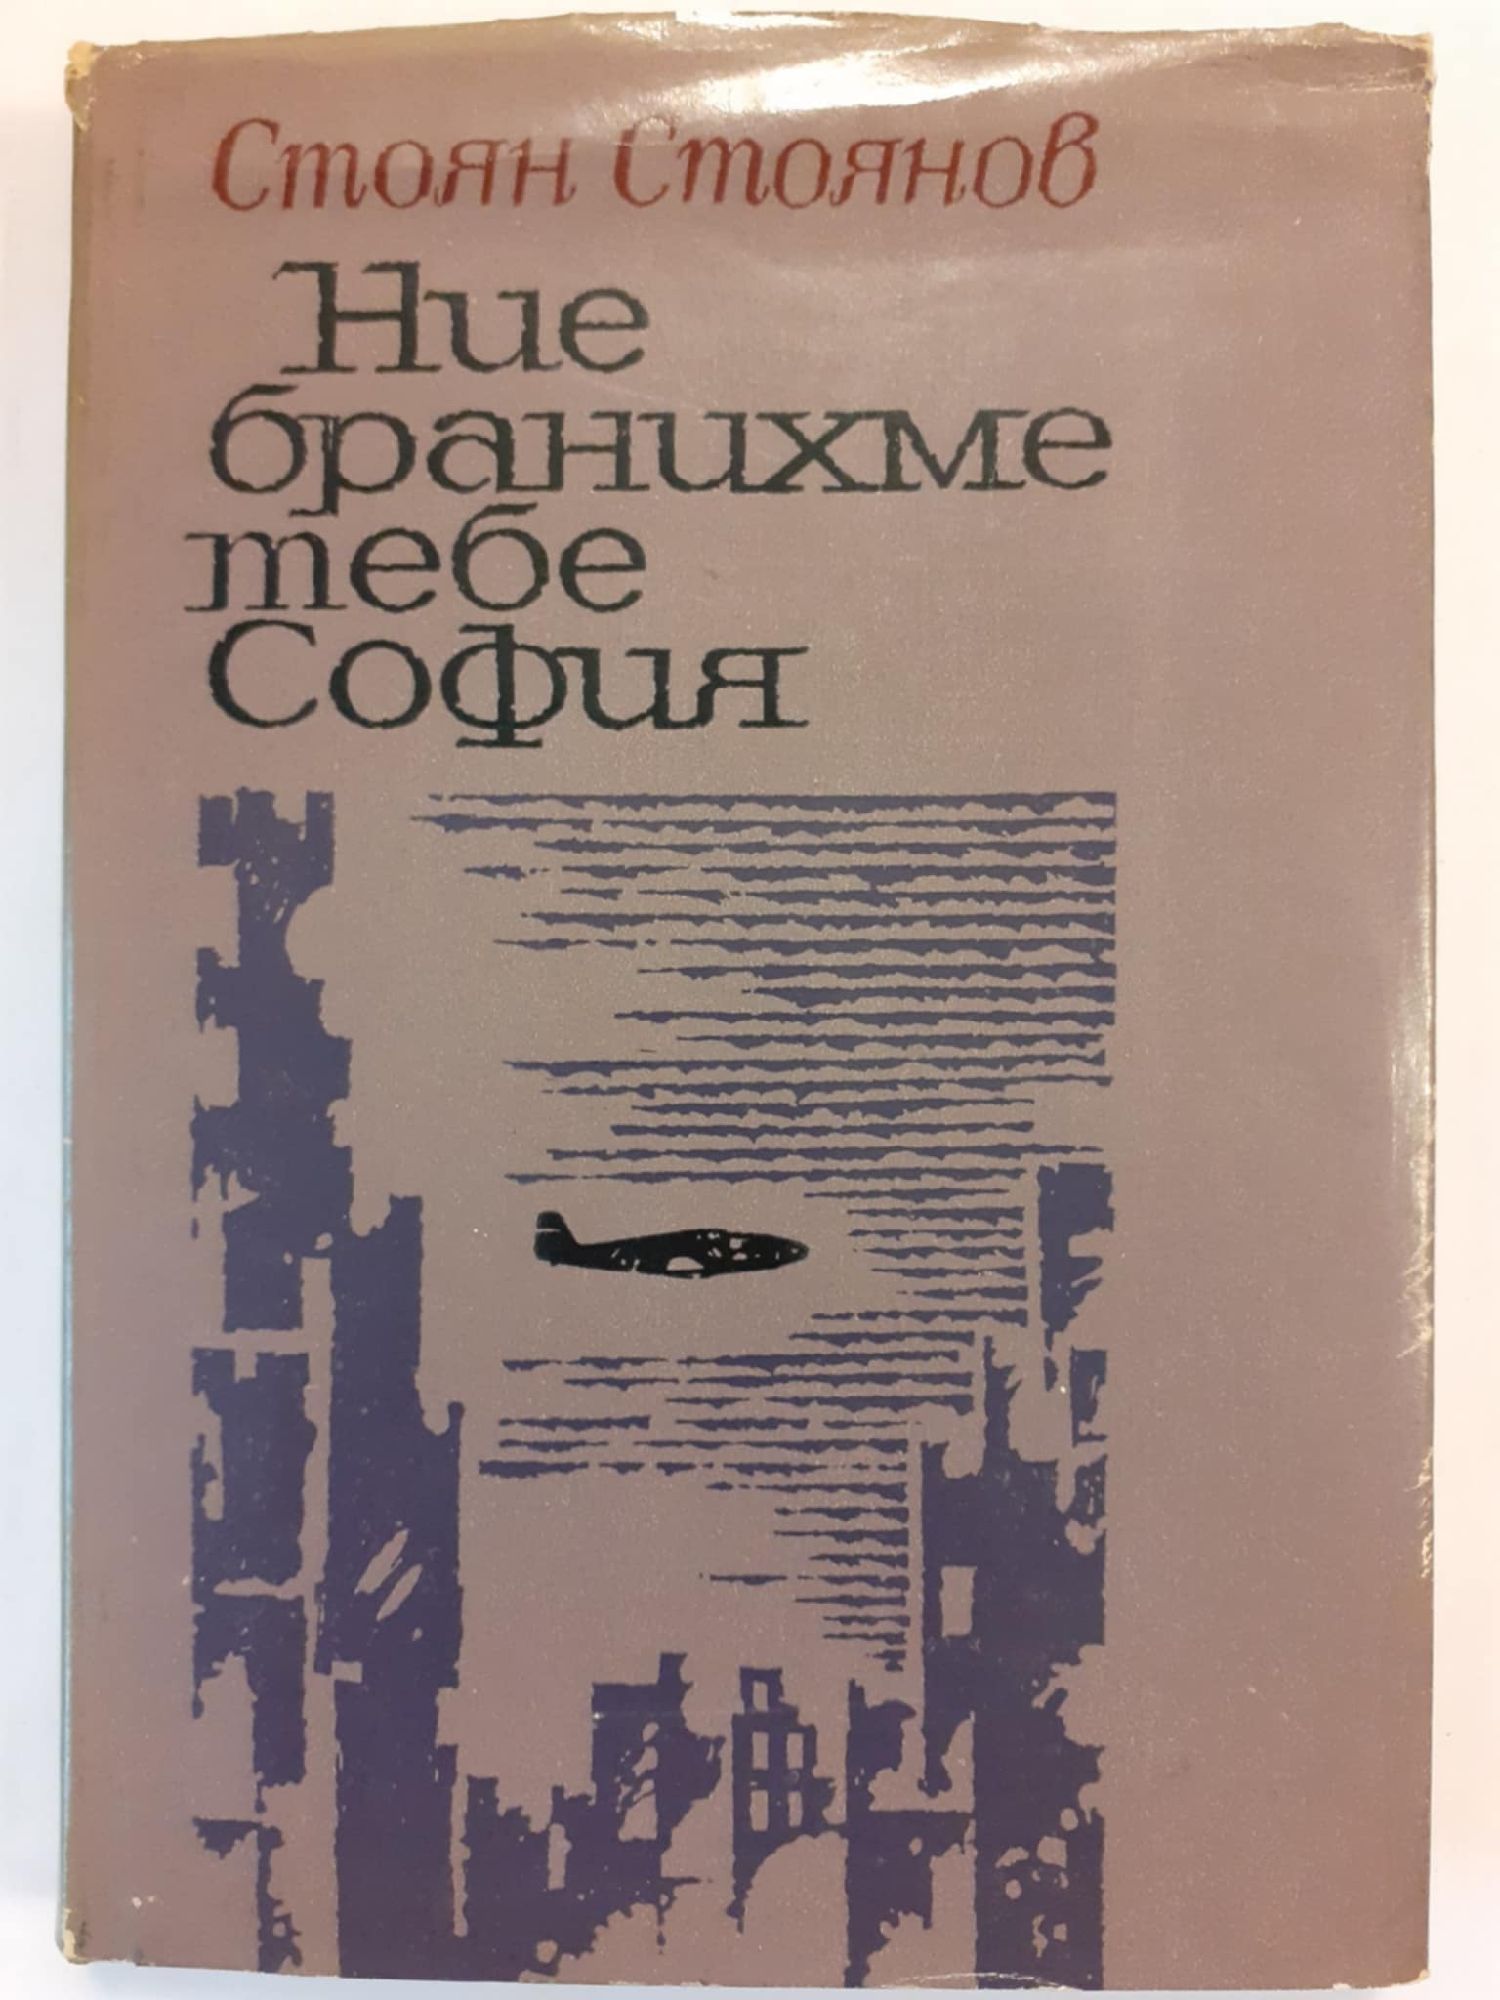 Стоян Стоянов
Ние
бранихме
тебе
София